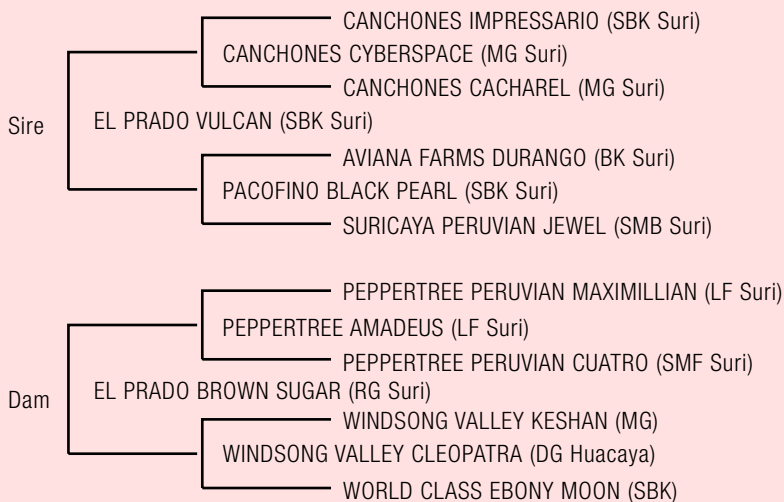 CANCHONES IMPRESSARIO (SBK Suri)
CANCHONES CYBERSPACE (MG Suri)
CANCHONES CACHAREL (MG Suri)
Sire
EL PRADO VULCAN (SBK Suri)
AVIANA FARMS DURANGO (BK Suri)
PACOFINO BLACK PEARL (SBK Suri)
SURICAYA PERUVIAN JEWEL (SMB Suri)
PEPPERTREE PERUVIAN MAXIMILLIAN (LF Suri)
PEPPERTREE AMADEUS (LF Suri)
PEPPERTREE PERUVIAN CUATRO (SMF Suri)
Dam
EL PRADO BROWN SUGAR (RG Suri)
WINDSONG VALLEY KESHAN (MG)
WINDSONG VALLEY CLEOPATRA (DG Huacaya)
WORLD CLASS EBONY MOON (SBK)